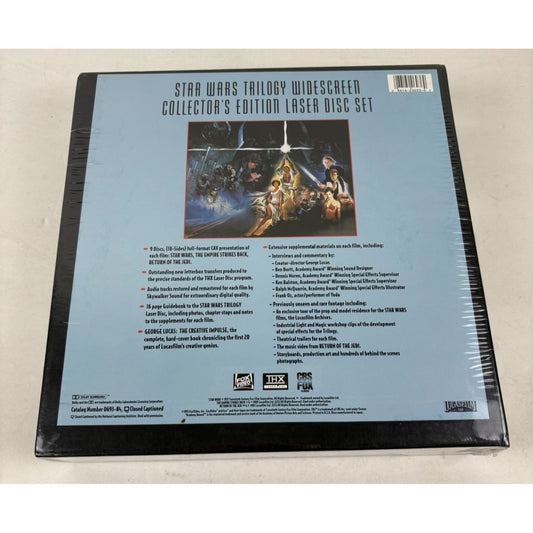 STAR WARS TRILOGY WIDESCREEN
COLLECTOR'S EDITION LASER DISC SET
9 Discs, (18-Sides) full-format CAV presentation of
each film: STAR WARS, THE EMPIRE STRIKES BACK,
RETURN OF THE JEDI.
Outstanding new letterbox transfers produced to
the precise standards of the THX Laser Disc program.
Audio tracks restored and remastered for each film by
Skywalker Sound for extraordinary digital quality.
16 page Guidebook to the STAR WARS TRILOGY
Laser Disc, including photos, chapter stops and notes
to the supplements for each film.
GEORGE LUCAS: THE CREATIVE IMPULSE, the
complete, hard-cover book chronicling the first 20
years of Lucasfilm's creative genius.
Extensive supplemental materials on each film, including:
- Interviews and commentary by:
- Creator-director George Lucas.
- Ben Burtt, Academy Award Winning Sound Designer
- Dennis Muren, Academy Award Winning Special Effects Supervisor
- Ken Ralston, Academy Award Winning Special Effects Supervisor
- Ralph McQuarrie, Academy Award Winning Special Effects Illustrator
- Frank Oz, actor/performer of Yoda
- Previously unseen and rare footage including:
- An exclusive tour of the prop and model residence for the STAR WARS
films, the Lucasfilm Archives.
- Industrial Light and Magic workshop clips of the development
of special effects for the Trilogy.
- Theatrical trailers for each film.
- The music video from RETURN OF THE JEDI.
- Storyboards, production art and hundreds of behind the scenes
photographs.
DOLBY SURROUND
Catalog Number 0693-84
Closed Captioned
FOX VIDEO
THX
CBS FOX
LUCASFILM